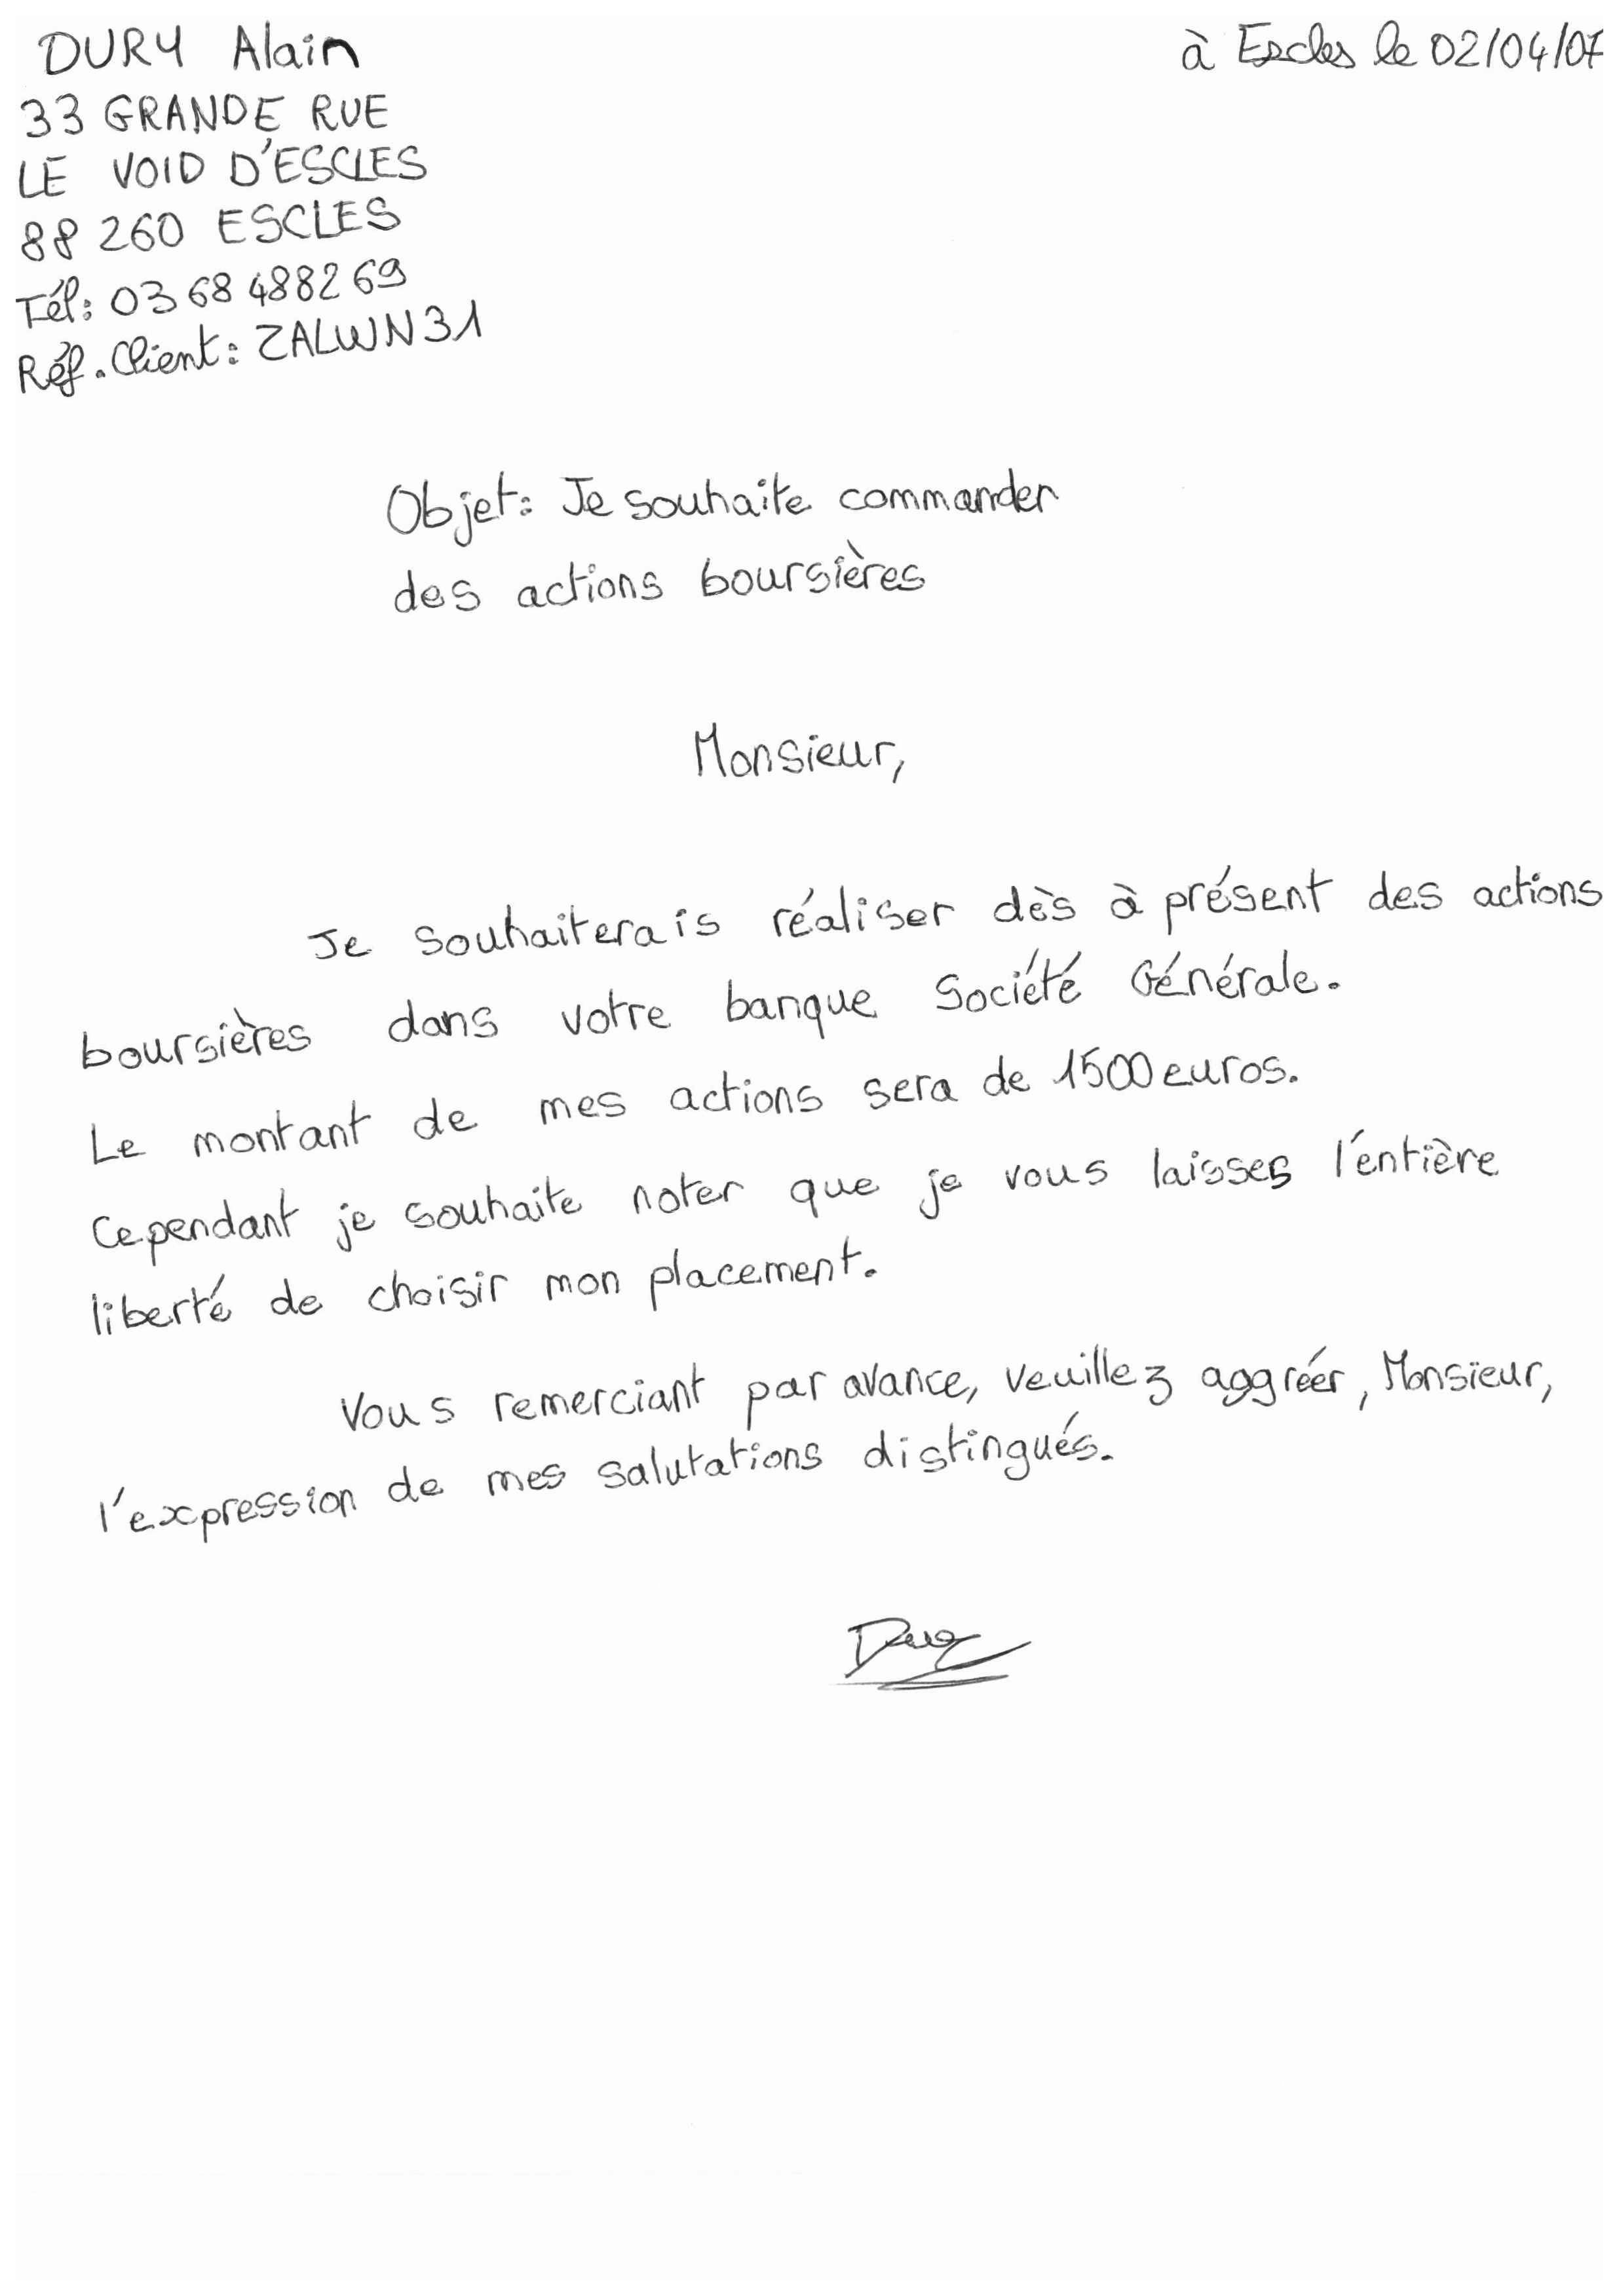 DURY Alain
à Escles le 02/04/07
33 GRANDE RUE
LE VOID D'ESCLES
88 260 ESCLES
Tél: 03 68 48 82 69
Réf. Client: ZALWN31
Objet: Je souhaite commander
des actions boursières
Monsieur,
Je souhaiterais réaliser dès à présent des actions
boursières dans votre banque Société Générale.
Le montant de mes actions sera de 1500 euros.
Cependant je souhaite noter que je vous laisses l'entière
liberté de choisir mon placement.
Vous remerciant par avance, veuillez aggréer, Monsieur,
l'expression de mes salutations distingués.
Dury